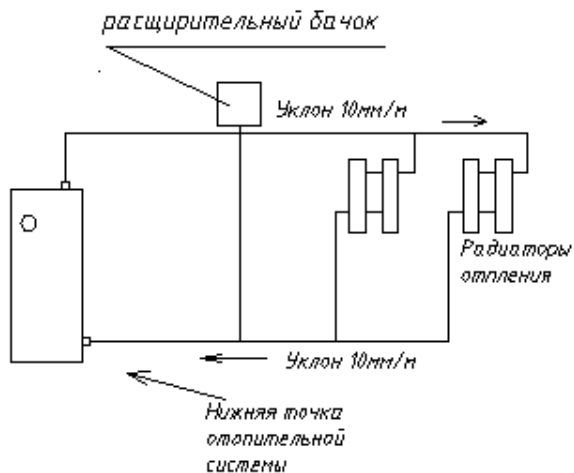 расщирительный бачок
Уклон 10мм/м
Радиаторы
отпления
Уклон 10мм/м
Нижняя точка
отопительной
системы